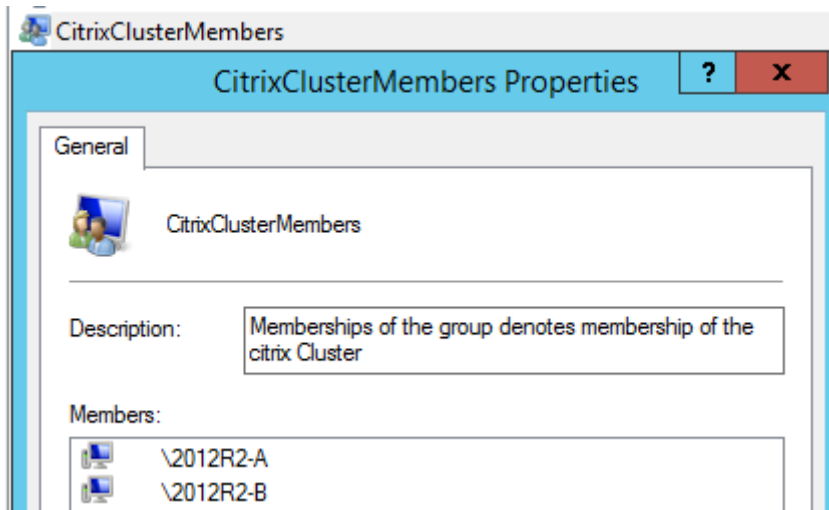 CitrixClusterMembers
CitrixClusterMembers Properties
?
x
General
CitrixClusterMembers
Description:
Memberships of the group denotes membership of the
citrix Cluster
Members:
\2012R2-A
\2012R2-B